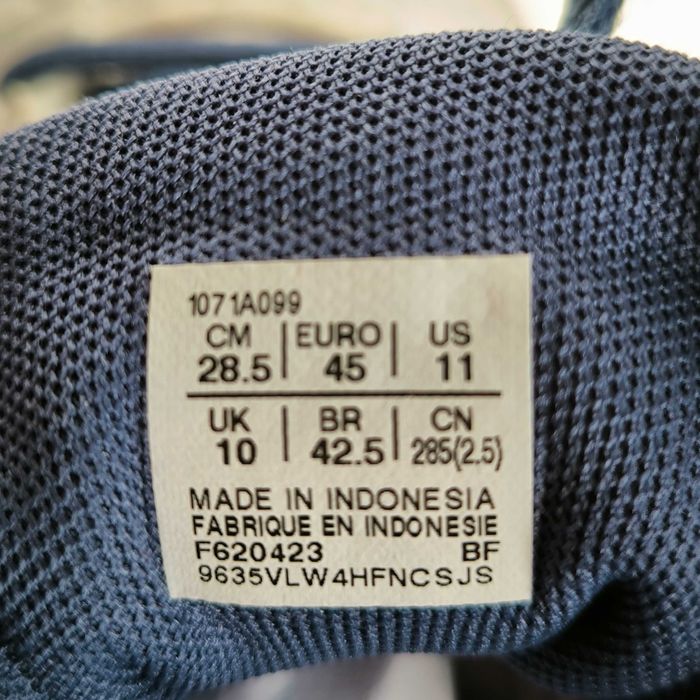 1071A099
CM | EURO | US
28.5 | 45 | 11
UK | BR | CN
10 | 42.5 | 285(2.5)
MADE IN INDONESIA
FABRIQUE EN INDONESIE
F620423 BF
9635VLW4HFNCSJS